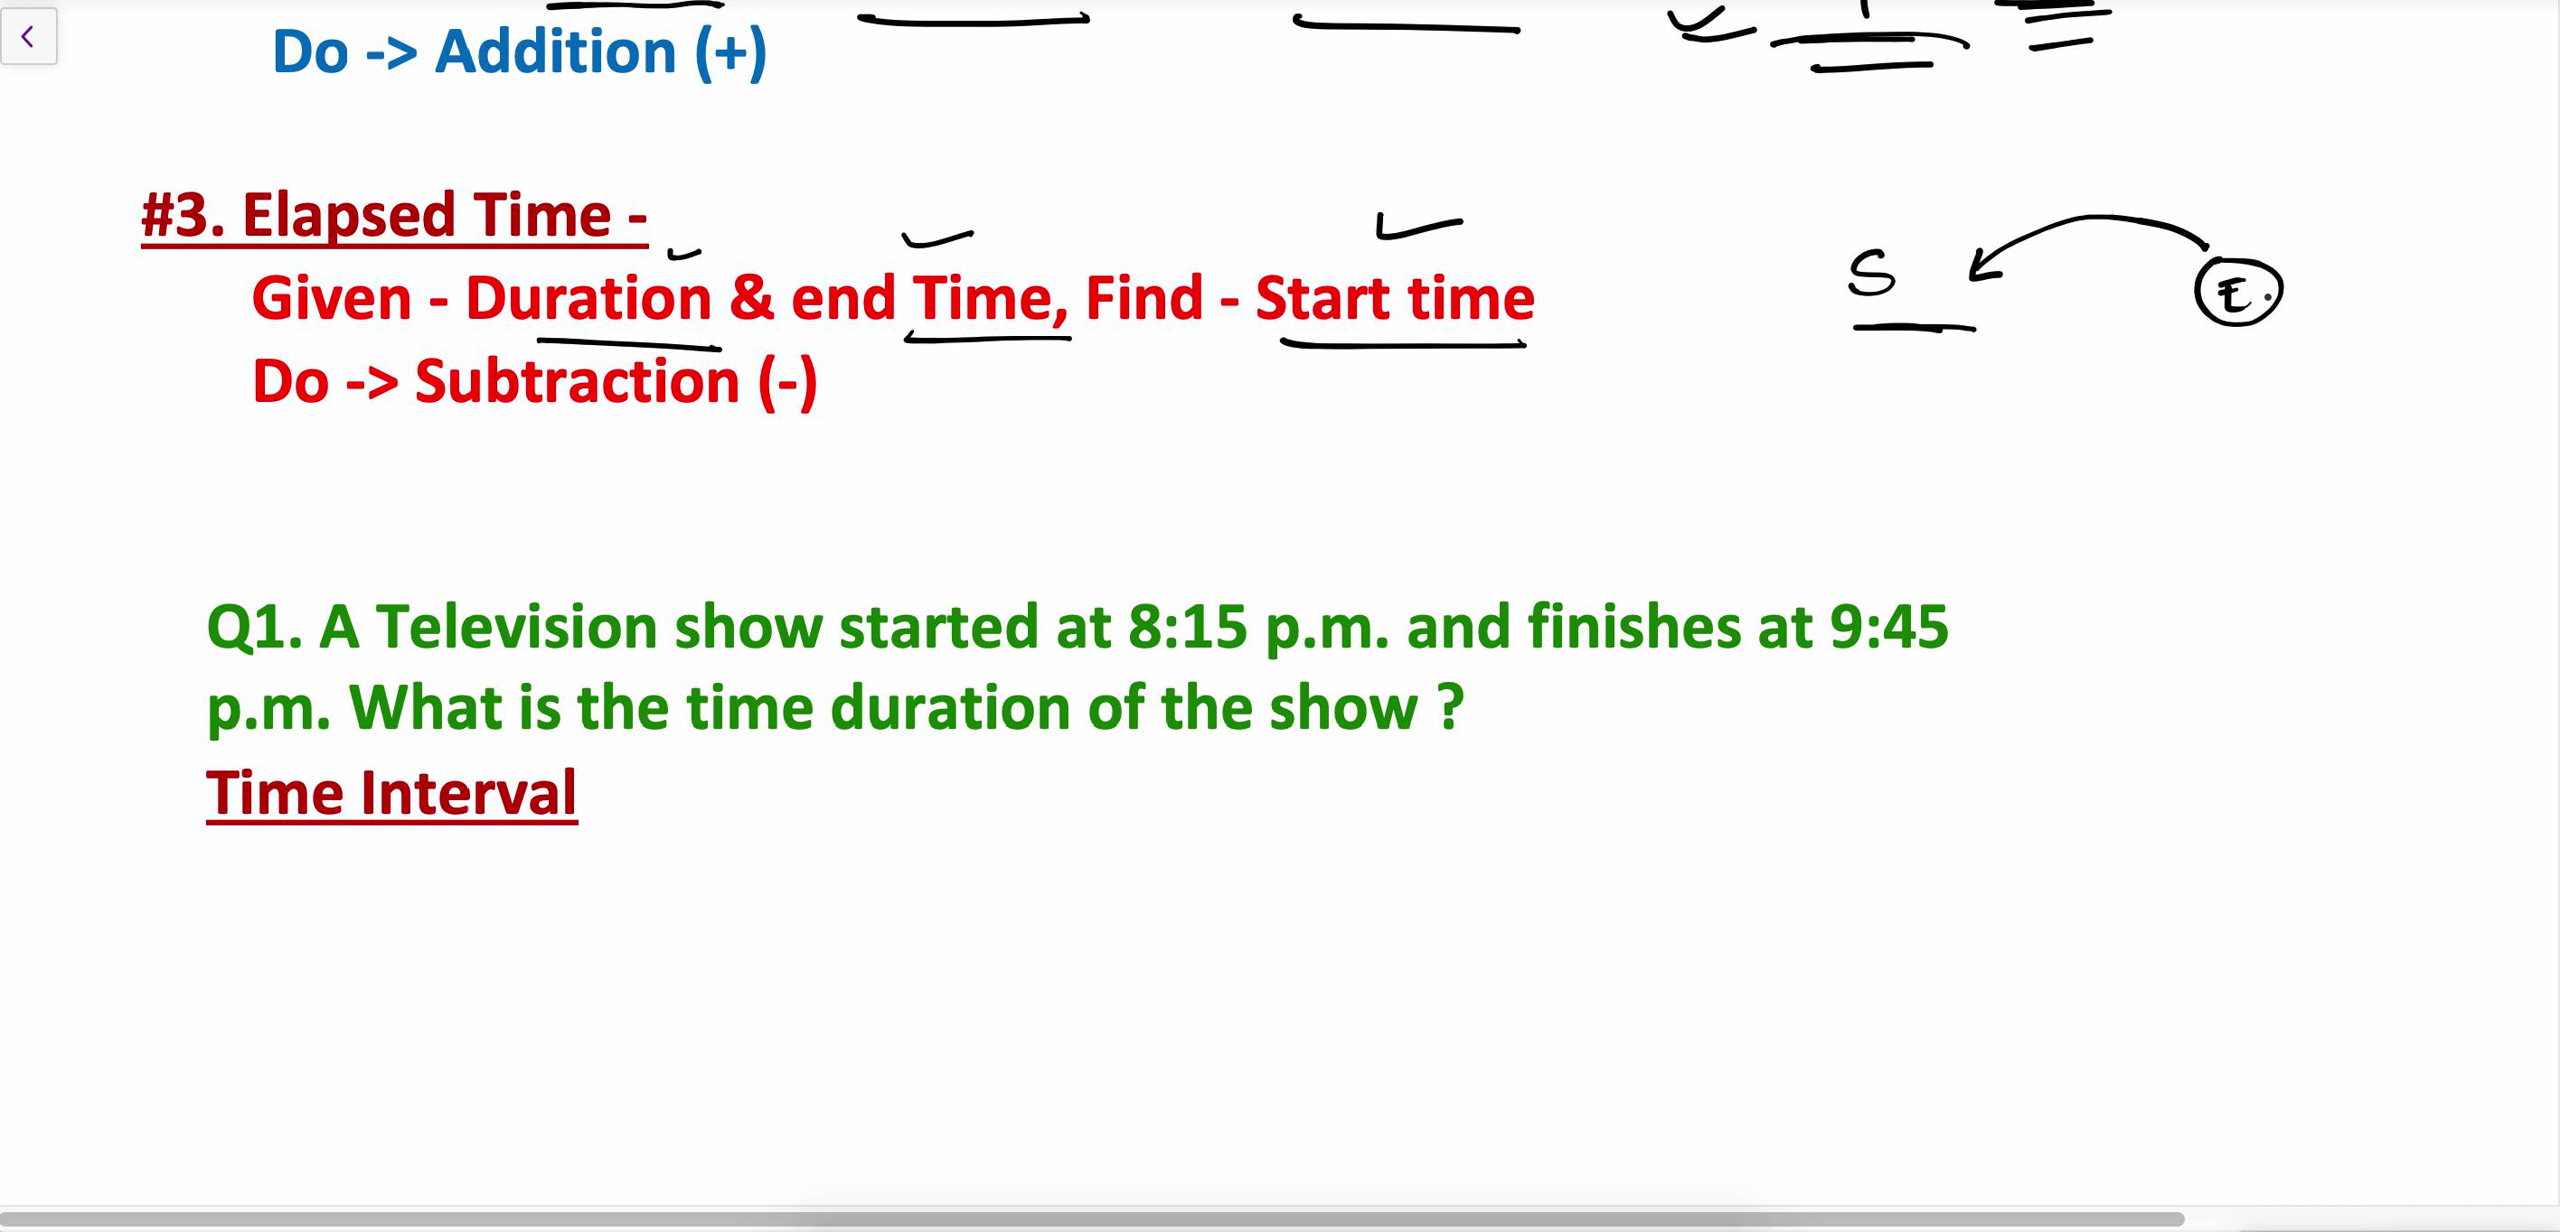 Do -> Addition (+)
#3. Elapsed Time -
Given - Duration & end Time, Find - Start time
S E.
Do -> Subtraction (-)
Q1. A Television show started at 8:15 p.m. and finishes at 9:45
p.m. What is the time duration of the show ?
Time Interval